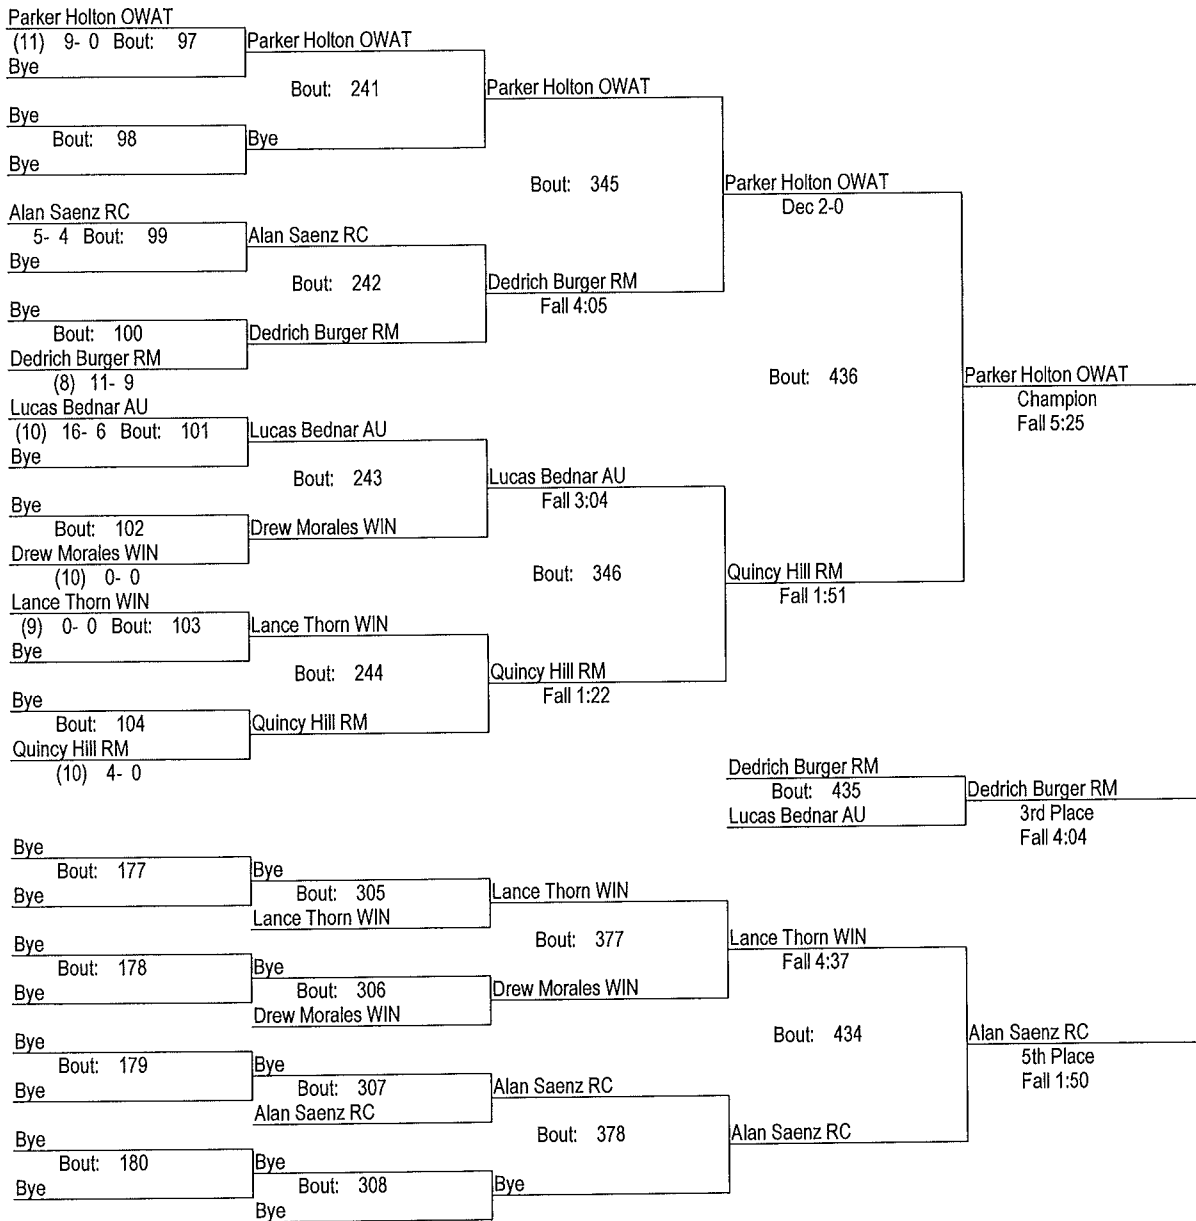 Parker Holton OWAT
(11) 9- 0 Bout: 97
Bye
Parker Holton OWAT
Bout: 241
Bye
Bout: 98
Bye
Bye
Parker Holton OWAT
Bout: 345
Alan Saenz RC
5- 4 Bout: 99
Bye
Alan Saenz RC
Bout: 242
Bye
Bout: 100
Dedrich Burger RM
(8) 11- 9
Dedrich Burger RM
Dedrich Burger RM
Fall 4:05
Parker Holton OWAT
Dec 2-0
Bout: 436
Lucas Bednar AU
(10) 16- 6 Bout: 101
Bye
Lucas Bednar AU
Bout: 243
Bye
Bout: 102
Drew Morales WIN
(10) 0- 0
Drew Morales WIN
Lucas Bednar AU
Fall 3:04
Bout: 346
Lance Thorn WIN
(9) 0- 0 Bout: 103
Bye
Lance Thorn WIN
Bout: 244
Bye
Bout: 104
Quincy Hill RM
(10) 4- 0
Quincy Hill RM
Quincy Hill RM
Fall 1:22
Quincy Hill RM
Fall 1:51
Parker Holton OWAT
Champion
Fall 5:25
Dedrich Burger RM
Bout: 435
Lucas Bednar AU
Dedrich Burger RM
3rd Place
Fall 4:04
Bye
Bout: 177
Bye
Bye
Bout: 305
Lance Thorn WIN
Lance Thorn WIN
Bout: 377
Bye
Bout: 178
Bye
Bye
Bout: 306
Drew Morales WIN
Drew Morales WIN
Lance Thorn WIN
Fall 4:37
Bout: 434
Bye
Bout: 179
Bye
Bye
Bout: 307
Alan Saenz RC
Alan Saenz RC
Bout: 378
Bye
Bout: 180
Bye
Bye
Bout: 308
Bye
Bye
Alan Saenz RC
Alan Saenz RC
5th Place
Fall 1:50